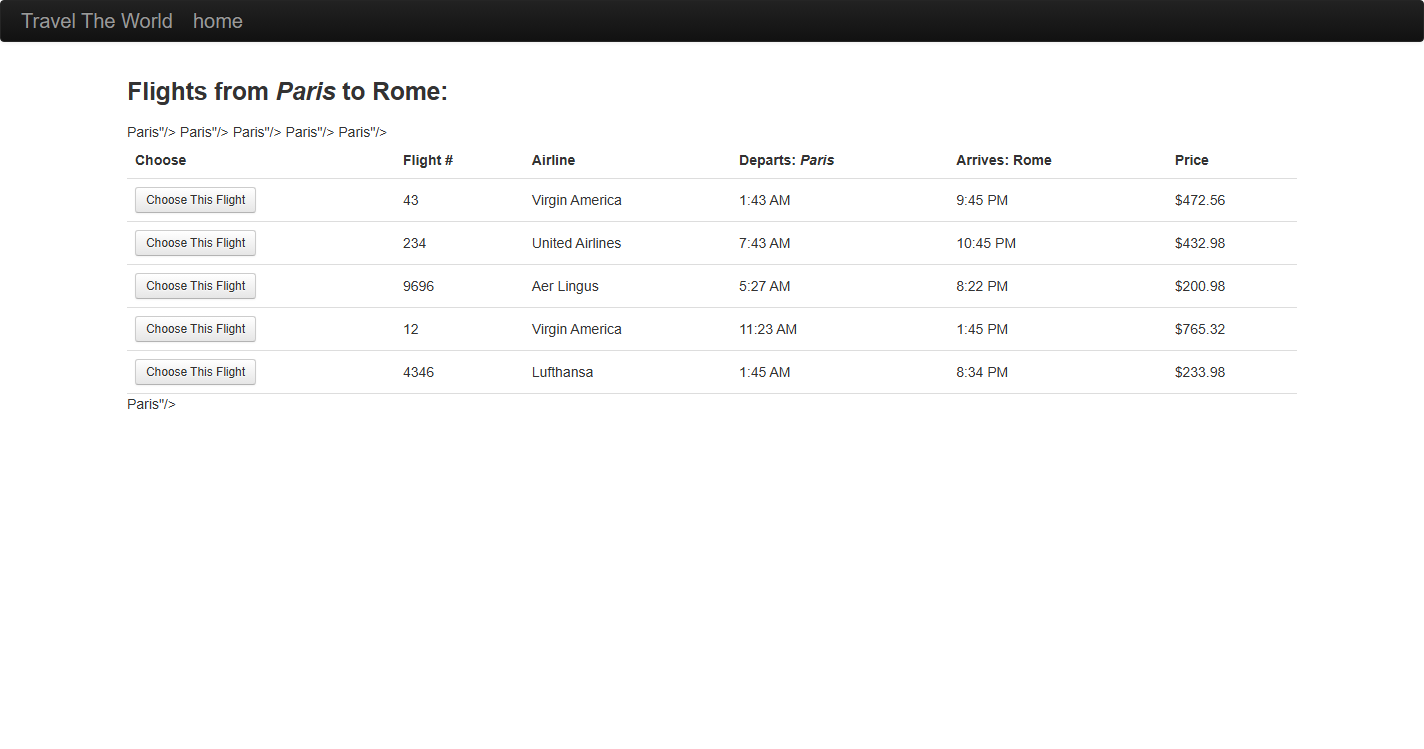 Travel The World home
Flights from Paris to Rome:
Paris"/> Paris"/> Paris"/> Paris"/> Paris"/>
Choose Flight # Airline Departs: Paris Arrives: Rome Price
Choose This Flight 43 Virgin America 1:43 AM 9:45 PM $472.56
Choose This Flight 234 United Airlines 7:43 AM 10:45 PM $432.98
Choose This Flight 9696 Aer Lingus 5:27 AM 8:22 PM $200.98
Choose This Flight 12 Virgin America 11:23 AM 1:45 PM $765.32
Choose This Flight 4346 Lufthansa 1:45 AM 8:34 PM $233.98
Paris"/>